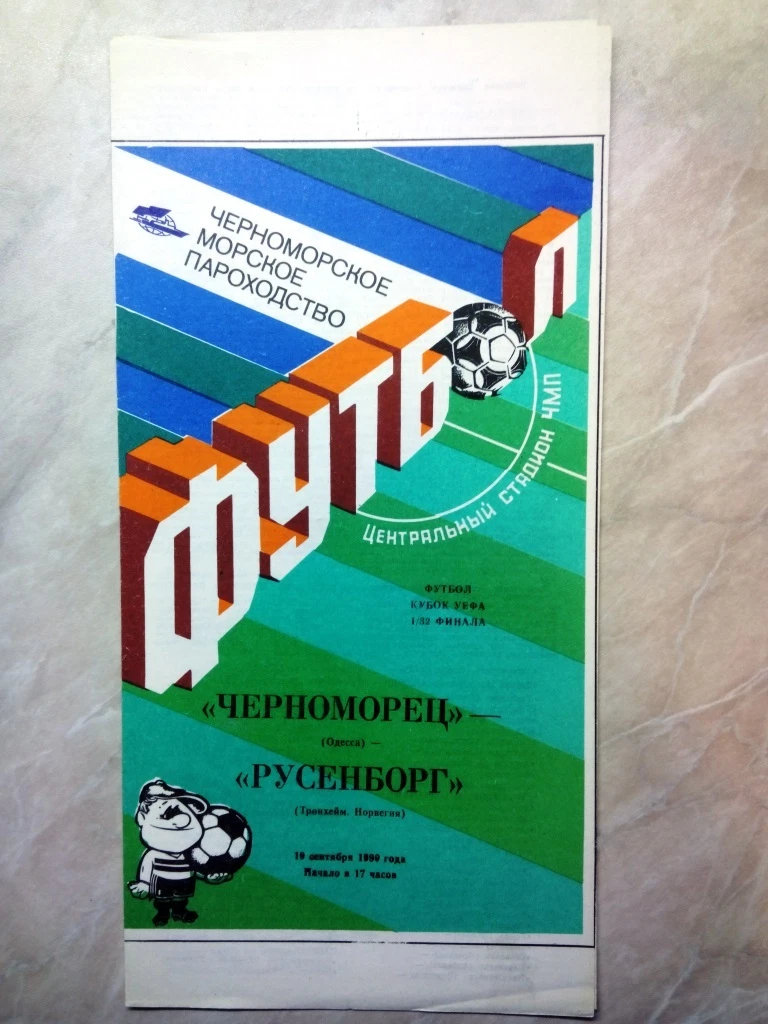 ЧЕРНОМОРСКОЕ
МОРСКОЕ
ПАРОХОДСТВО
ФУТБ Л
ЦЕНТРАЛЬНЫЙ СТАДИОН ЧМП
ФУТБОЛ
КУБОК УЕФА
1/32 ФИНАЛА
«ЧЕРНОМОРЕЦ» —
(Одесса) —
«РУСЕНБОРГ»
(Тронхейм. Норвегия)
19 сентября 1990 года
Начало в 17 часов